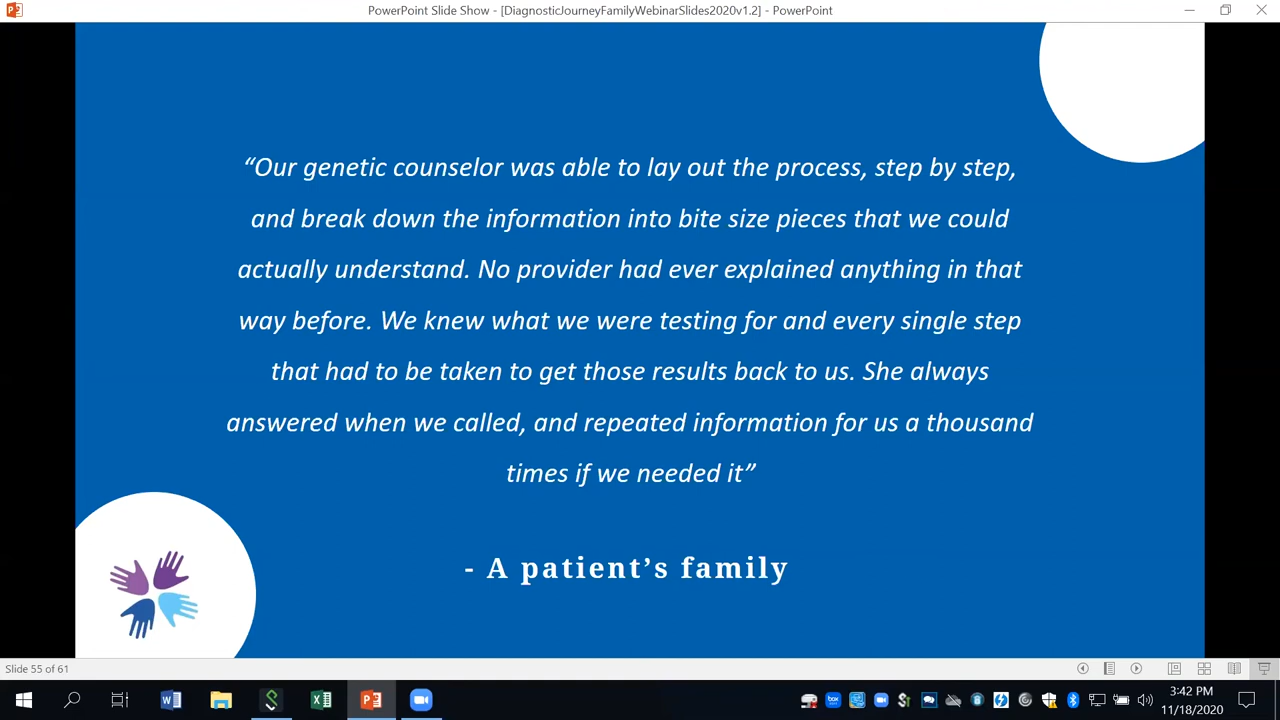 PowerPoint Slide Show - [DiagnosticJourneyFamilyWebinarSlides2020v1.2] - PowerPoint
“Our genetic counselor was able to lay out the process, step by step,
and break down the information into bite size pieces that we could
actually understand. No provider had ever explained anything in that
way before. We knew what we were testing for and every single step
that had to be taken to get those results back to us. She always
answered when we called, and repeated information for us a thousand
times if we needed it”
- A patient’s family
Slide 55 of 61
3:42 PM
11/18/2020